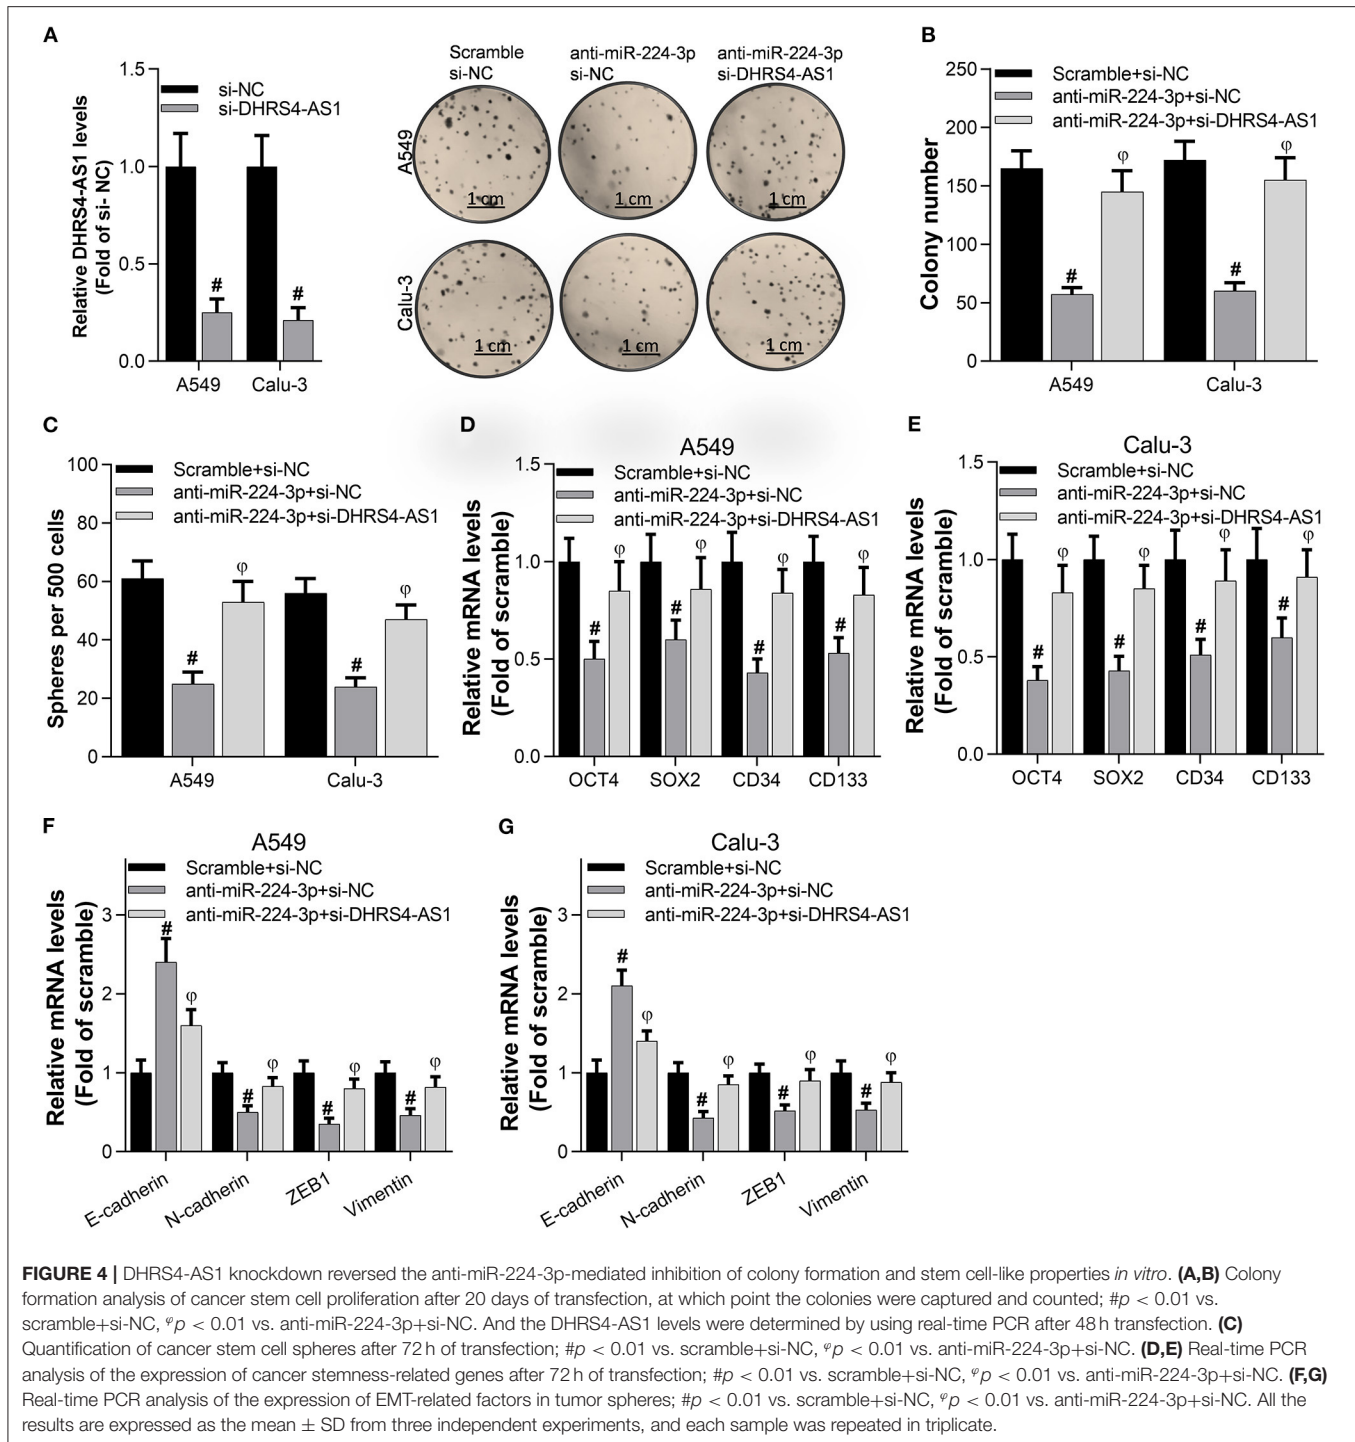 A
Relative DHRS4-AS1 levels
(Fold of si- NC)
1.5
1.0
0.5
0.0
si-NC
si-DHRS4-AS1
#
#
A549
Calu-3
Scramble
si-NC
anti-miR-224-3p
si-NC
anti-miR-224-3p
si-DHRS4-AS1
A549
1 cm
1 cm
1 cm
Calu-3
1 cm
1 cm
1 cm
B
Colony number
250
200
150
100
50
0
Scramble+si-NC
anti-miR-224-3p+si-NC
anti-miR-224-3p+si-DHRS4-AS1
#
φ
#
φ
A549
Calu-3
C
Spheres per 500 cells
100
80
60
40
20
0
Scramble+si-NC
anti-miR-224-3p+si-NC
anti-miR-224-3p+si-DHRS4-AS1
#
φ
#
φ
A549
Calu-3
D
A549
Relative mRNA levels
(Fold of scramble)
1.5
1.0
0.5
0.0
Scramble+si-NC
anti-miR-224-3p+si-NC
anti-miR-224-3p+si-DHRS4-AS1
#
φ
#
φ
#
φ
#
φ
OCT4
SOX2
CD34
CD133
E
Calu-3
Relative mRNA levels
(Fold of scramble)
1.5
1.0
0.5
0.0
Scramble+si-NC
anti-miR-224-3p+si-NC
anti-miR-224-3p+si-DHRS4-AS1
#
φ
#
φ
#
φ
#
φ
OCT4
SOX2
CD34
CD133
F
A549
Relative mRNA levels
(Fold of scramble)
3
2
1
0
Scramble+si-NC
anti-miR-224-3p+si-NC
anti-miR-224-3p+si-DHRS4-AS1
#
φ
#
φ
#
φ
#
φ
E-cadherin
N-cadherin
ZEB1
Vimentin
G
Calu-3
Relative mRNA levels
(Fold of scramble)
3
2
1
0
Scramble+si-NC
anti-miR-224-3p+si-NC
anti-miR-224-3p+si-DHRS4-AS1
#
φ
#
φ
#
φ
#
φ
E-cadherin
N-cadherin
ZEB1
Vimentin
FIGURE 4 | DHRS4-AS1 knockdown reversed the anti-miR-224-3p-mediated inhibition of colony formation and stem cell-like properties in vitro. (A,B) Colony
formation analysis of cancer stem cell proliferation after 20 days of transfection, at which point the colonies were captured and counted; #p < 0.01 vs.
scramble+si-NC, φp < 0.01 vs. anti-miR-224-3p+si-NC. And the DHRS4-AS1 levels were determined by using real-time PCR after 48 h transfection. (C)
Quantification of cancer stem cell spheres after 72 h of transfection; #p < 0.01 vs. scramble+si-NC, φp < 0.01 vs. anti-miR-224-3p+si-NC. (D,E) Real-time PCR
analysis of the expression of cancer stemness-related genes after 72 h of transfection; #p < 0.01 vs. scramble+si-NC, φp < 0.01 vs. anti-miR-224-3p+si-NC. (F,G)
Real-time PCR analysis of the expression of EMT-related factors in tumor spheres; #p < 0.01 vs. scramble+si-NC, φp < 0.01 vs. anti-miR-224-3p+si-NC. All the
results are expressed as the mean ± SD from three independent experiments, and each sample was repeated in triplicate.